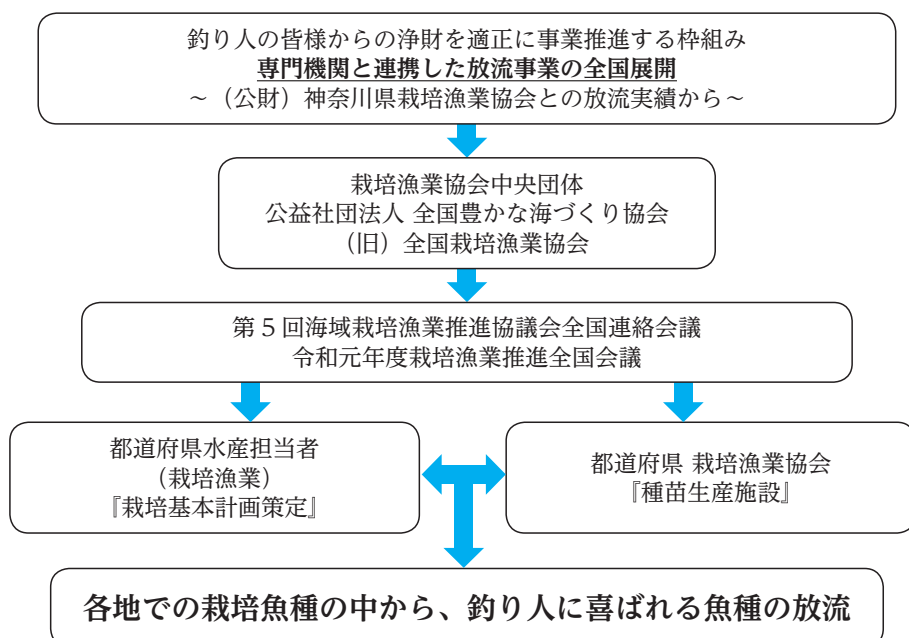 釣り人の皆様からの浄財を適正に事業推進する枠組み
専門機関と連携した放流事業の全国展開
～（公財）神奈川県栽培漁業協会との放流実績から～
栽培漁業協会中央団体
公益社団法人 全国豊かな海づくり協会
（旧）全国栽培漁業協会
第５回海域栽培漁業推進協議会全国連絡会議
令和元年度栽培漁業推進全国会議
都道府県水産担当者
（栽培漁業）
『栽培基本計画策定』
都道府県 栽培漁業協会
『種苗生産施設』
各地での栽培魚種の中から、釣り人に喜ばれる魚種の放流